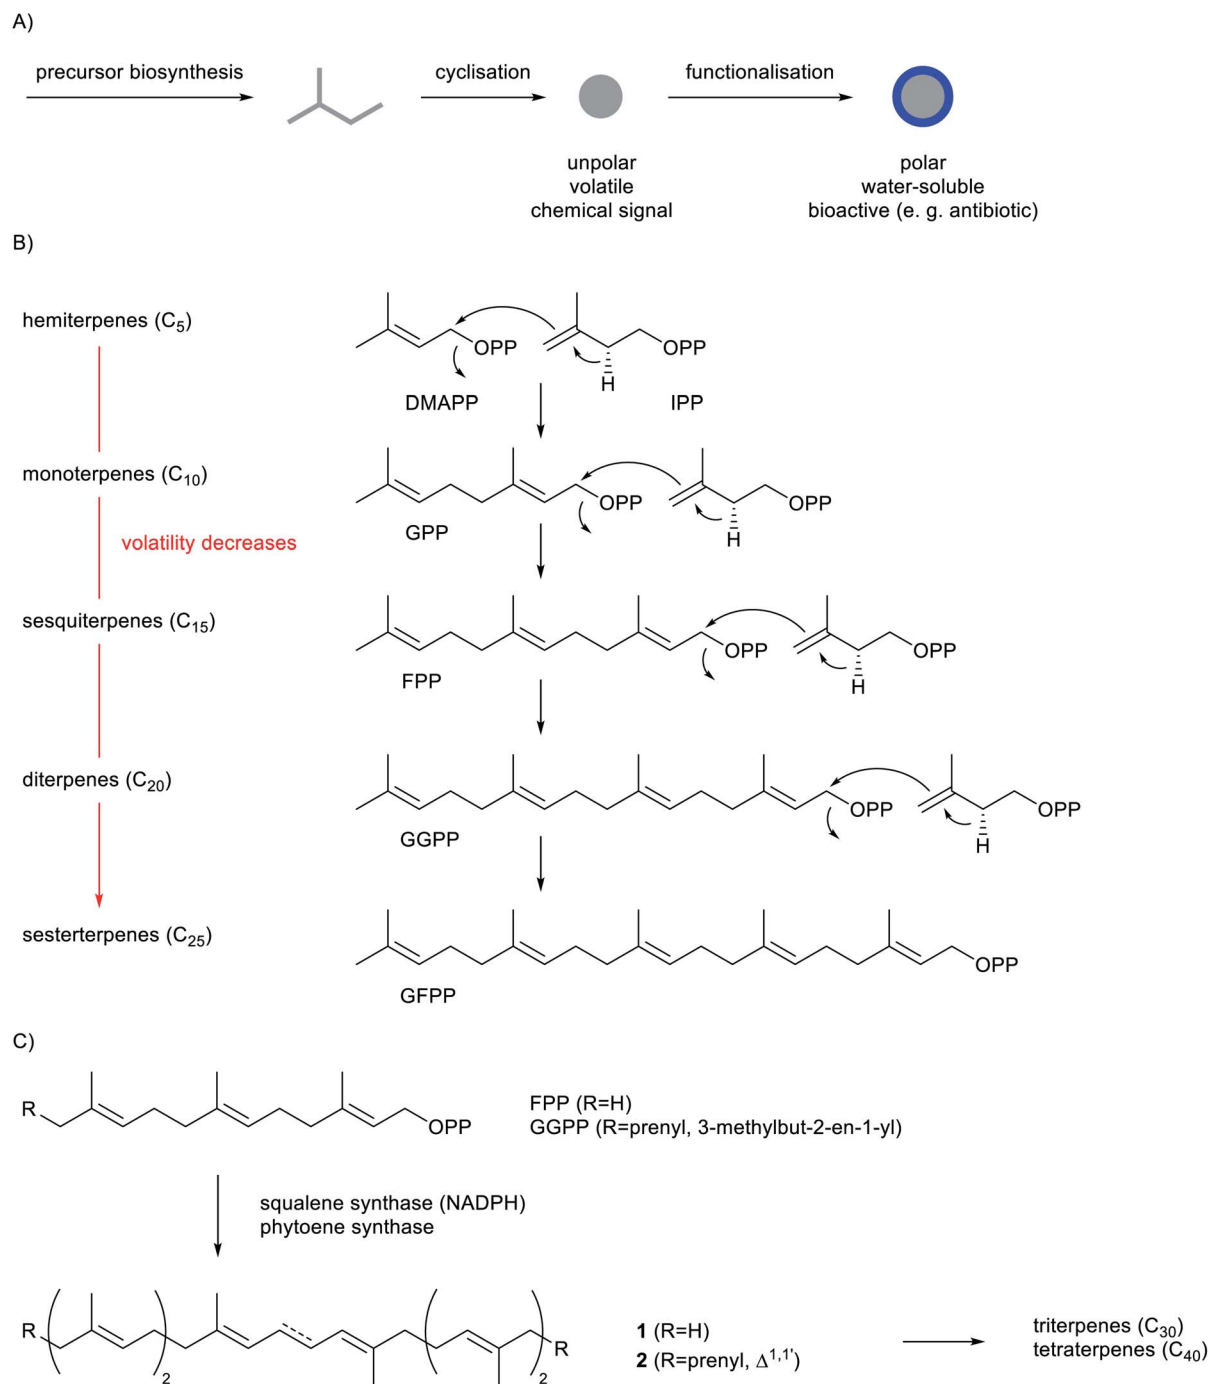 A)
precursor biosynthesis
cyclisation
functionalisation
unpolar
volatile
chemical signal
polar
water-soluble
bioactive (e. g. antibiotic)
B)
hemiterpenes (C5)
OPP
OPP
H
DMAPP
IPP
monoterpenes (C10)
OPP
OPP
H
GPP
volatility decreases
sesquiterpenes (C15)
OPP
OPP
H
FPP
diterpenes (C20)
OPP
OPP
H
GGPP
sesterterpenes (C25)
OPP
GFPP
C)
R
OPP
FPP (R=H)
GGPP (R=prenyl, 3-methylbut-2-en-1-yl)
squalene synthase (NADPH)
phytoene synthase
R
2
2
R
1 (R=H)
2 (R=prenyl, Δ1,1')
triterpenes (C30)
tetraterpenes (C40)